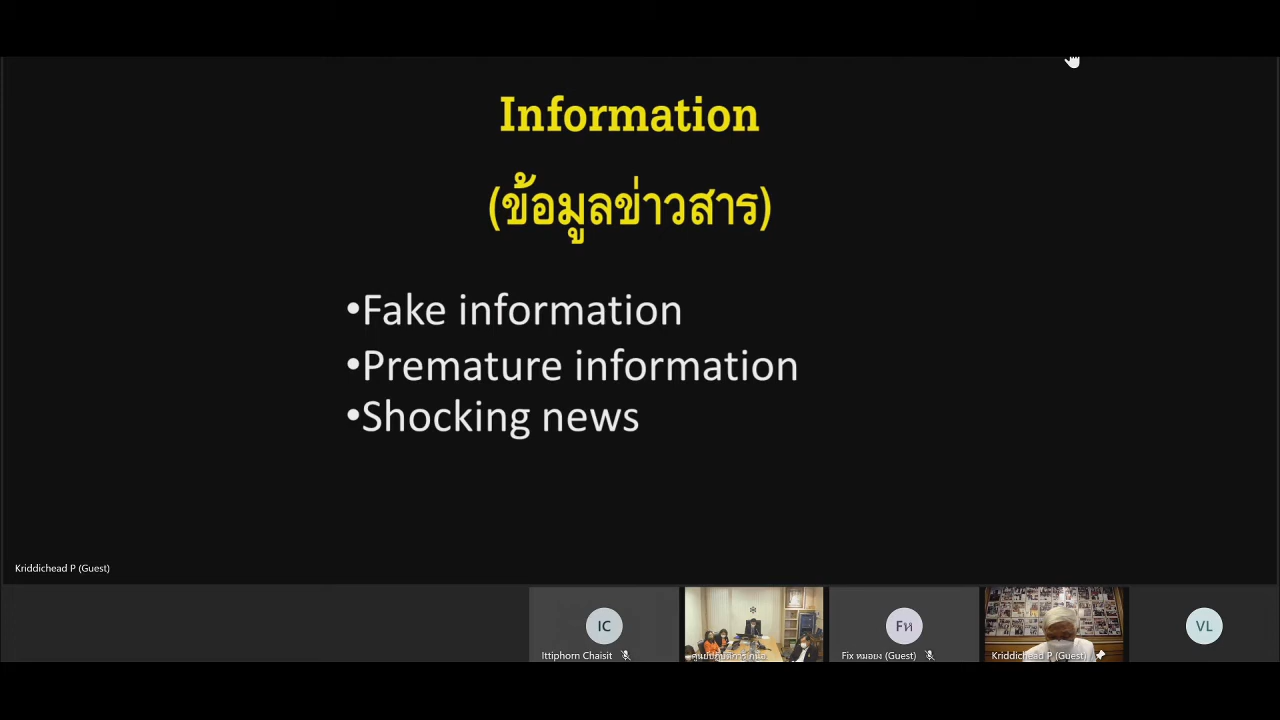 Information
(ข้อมูลข่าวสาร)
•Fake information
•Premature information
•Shocking news
Kriddichead P (Guest)
IC
Ittiphorn Chaisit
Fห
Fix หมอยง (Guest)
Kriddichead P (Guest)
VL